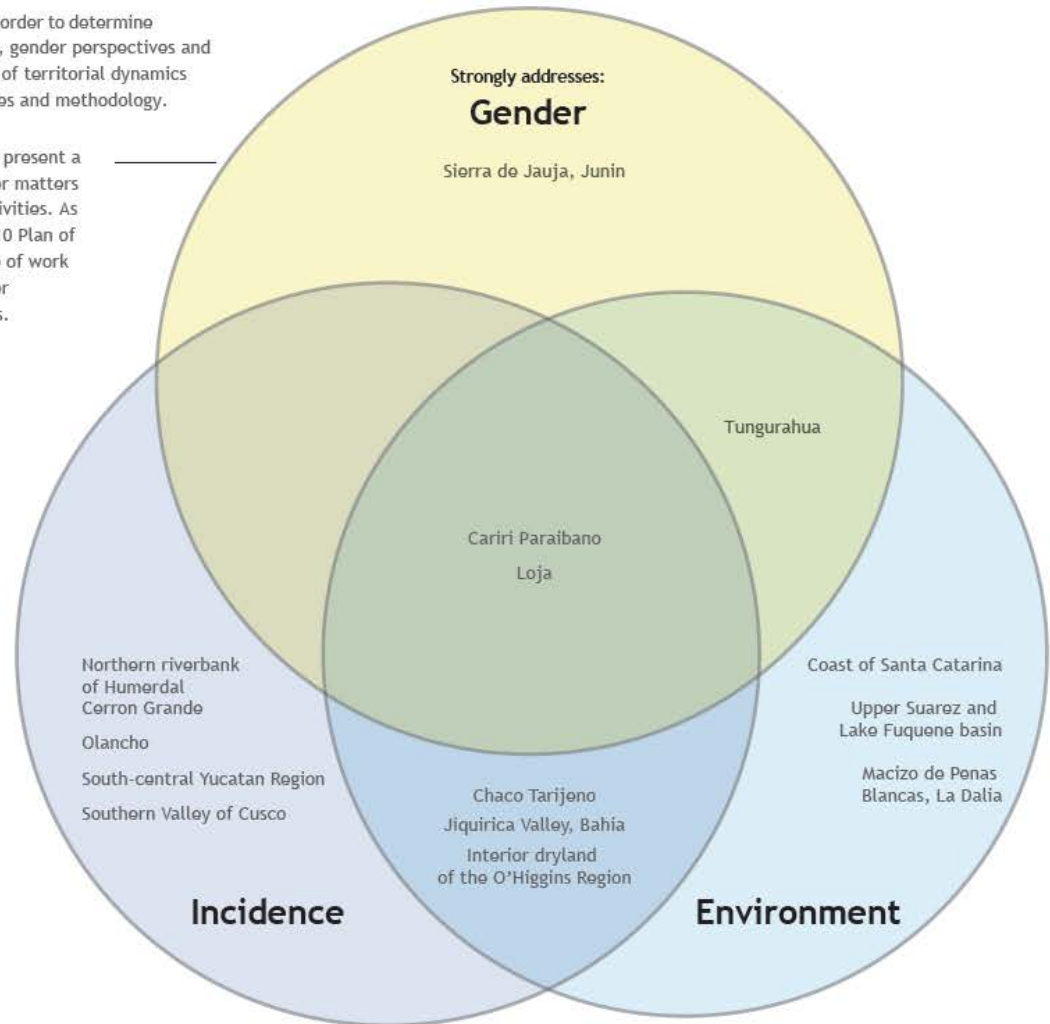 order to determine
, gender perspectives and
of territorial dynamics
es and methodology.
present a
er matters
ivities. As
0 Plan of
of work
er
s.
Strongly addresses:
Gender
Sierra de Jauja, Junin
Tungurahua
Cariri Paraibano
Loja
Northern riverbank
of Humerdal
Cerron Grande
Olancho
South-central Yucatan Region
Southern Valley of Cusco
Coast of Santa Catarina
Upper Suarez and
Lake Fuquene basin
Macizo de Penas
Blancas, La Dalia
Chaco Tarijeno
Jiquirica Valley, Bahia
Interior dryland
of the O'Higgins Region
Incidence
Environment